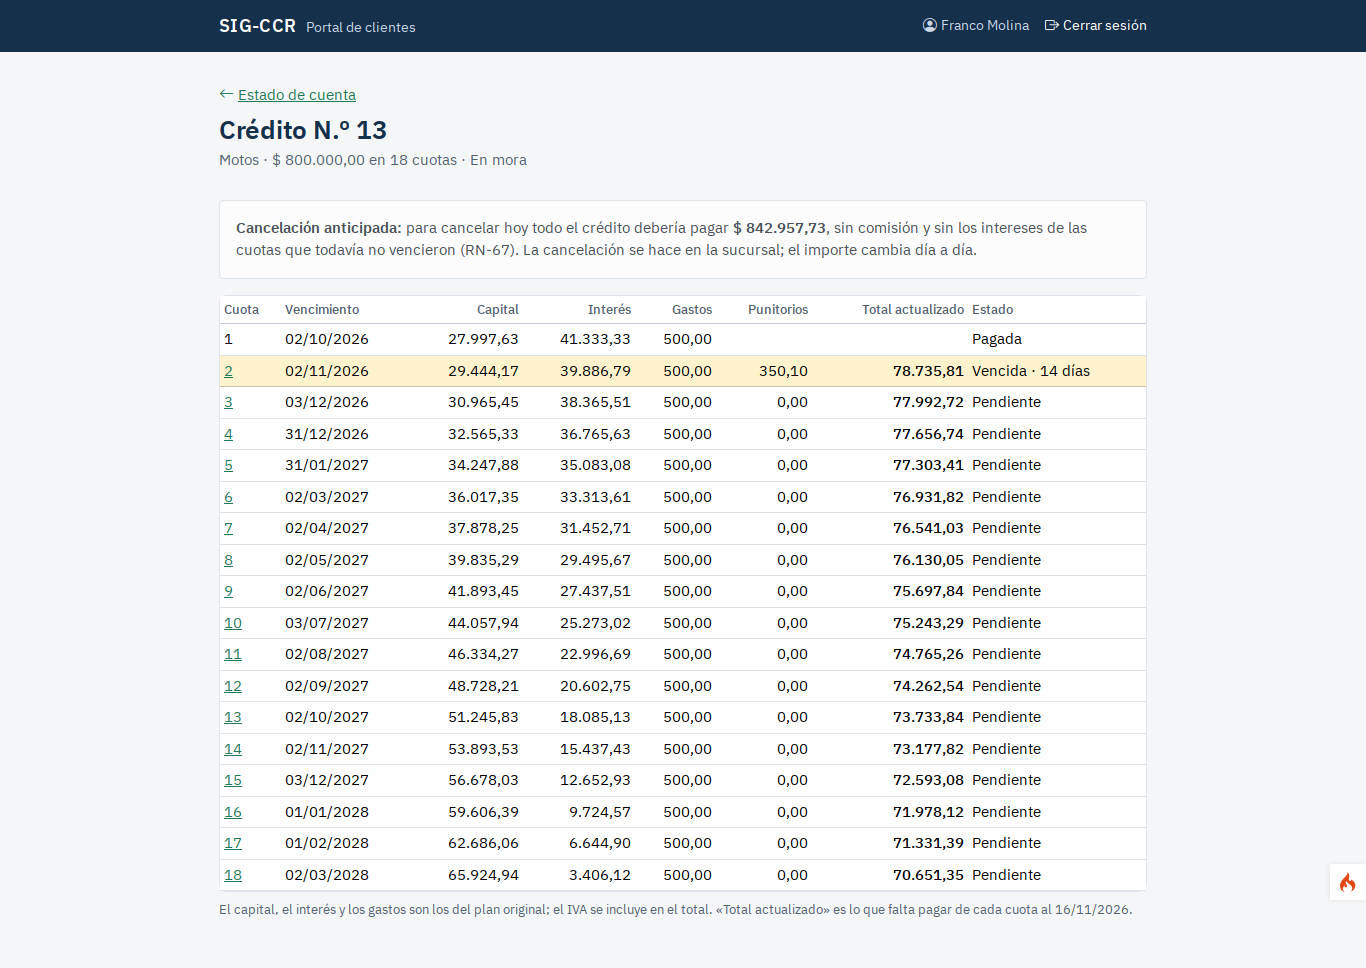 SIG-CCR Portal de clientes Franco Molina Cerrar sesión
← Estado de cuenta
Crédito N.º 13
Motos · $ 800.000,00 en 18 cuotas · En mora
Cancelación anticipada: para cancelar hoy todo el crédito debería pagar $ 842.957,73, sin comisión y sin los intereses de las
cuotas que todavía no vencieron (RN-67). La cancelación se hace en la sucursal; el importe cambia día a día.
Cuota Vencimiento Capital Interés Gastos Punitorios Total actualizado Estado
1 02/10/2026 27.997,63 41.333,33 500,00 Pagada
2 02/11/2026 29.444,17 39.886,79 500,00 350,10 78.735,81 Vencida · 14 días
3 03/12/2026 30.965,45 38.365,51 500,00 0,00 77.992,72 Pendiente
4 31/12/2026 32.565,33 36.765,63 500,00 0,00 77.656,74 Pendiente
5 31/01/2027 34.247,88 35.083,08 500,00 0,00 77.303,41 Pendiente
6 02/03/2027 36.017,35 33.313,61 500,00 0,00 76.931,82 Pendiente
7 02/04/2027 37.878,25 31.452,71 500,00 0,00 76.541,03 Pendiente
8 02/05/2027 39.835,29 29.495,67 500,00 0,00 76.130,05 Pendiente
9 02/06/2027 41.893,45 27.437,51 500,00 0,00 75.697,84 Pendiente
10 03/07/2027 44.057,94 25.273,02 500,00 0,00 75.243,29 Pendiente
11 02/08/2027 46.334,27 22.996,69 500,00 0,00 74.765,26 Pendiente
12 02/09/2027 48.728,21 20.602,75 500,00 0,00 74.262,54 Pendiente
13 02/10/2027 51.245,83 18.085,13 500,00 0,00 73.733,84 Pendiente
14 02/11/2027 53.893,53 15.437,43 500,00 0,00 73.177,82 Pendiente
15 03/12/2027 56.678,03 12.652,93 500,00 0,00 72.593,08 Pendiente
16 01/01/2028 59.606,39 9.724,57 500,00 0,00 71.978,12 Pendiente
17 01/02/2028 62.686,06 6.644,90 500,00 0,00 71.331,39 Pendiente
18 02/03/2028 65.924,94 3.406,12 500,00 0,00 70.651,35 Pendiente
El capital, el interés y los gastos son los del plan original; el IVA se incluye en el total. «Total actualizado» es lo que falta pagar de cada cuota al 16/11/2026.